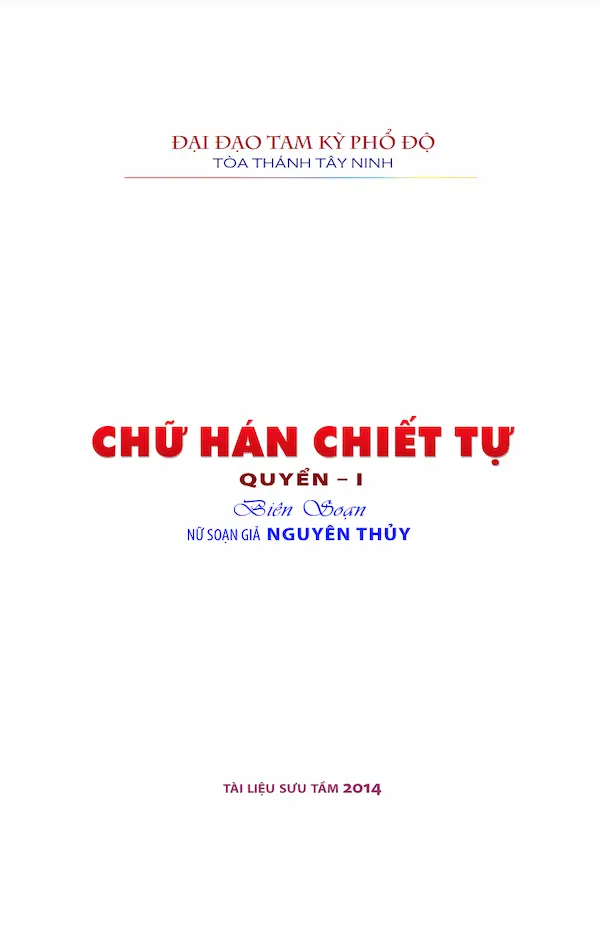 ĐẠI ĐẠO TAM KỲ PHỔ ĐỘ
TÒA THÁNH TÂY NINH
CHỮ HÁN CHIẾT TỰ
QUYỂN – I
Biên Soạn
NỮ SOẠN GIẢ NGUYÊN THỦY
TÀI LIỆU SƯU TẦM 2014